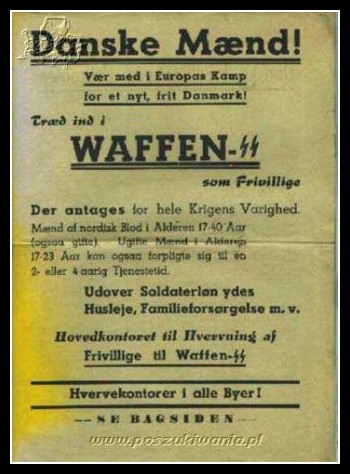 Danske Mænd!
Vær med i Europas Kamp
for et nyt, frit Danmark!
Træd ind i
WAFFEN-SS
som Frivillige
Der antages for hele Krigens Varighed.
Mænd af nordisk Blod i Alderen 17-40 Aar
(ogsaa gifte). Ugifte Mænd i Alderen
17-23 Aar kan ogsaa forpligte sig til en
2- eller 4-aarig Tjenestetid.
Udover Soldaterløn ydes
Husleje, Familieforsørgelse m. v.
Hovedkontoret til Hvervning af
Frivillige til Waffen-SS
Hvervekontorer i alle Byer!
— SE BAGSIDEN —
www.poszukiwania.pl